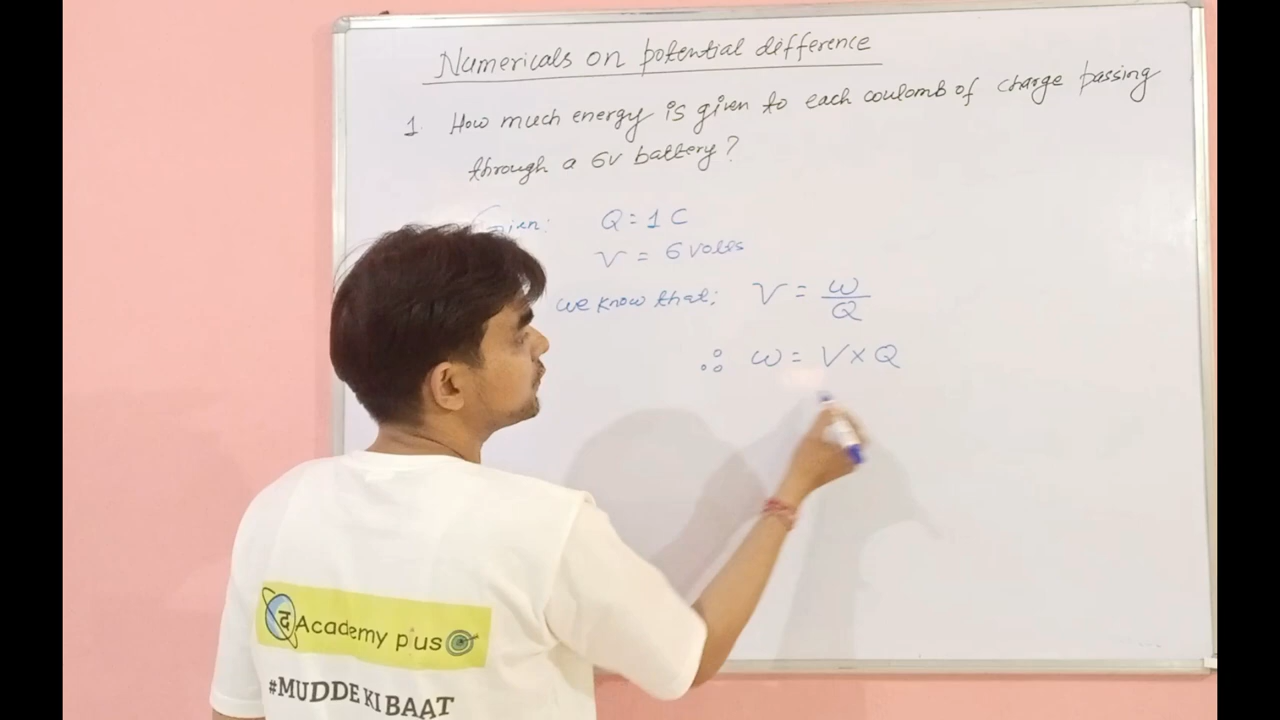 Numericals on potential difference
1. How much energy is given to each coulomb of charge passing
through a 6v battery?
Given: Q = 1 C
V = 6 volts
we know that; V = w/Q
∴ w = V × Q
द Academy plus
#MUDDE KI BAAT